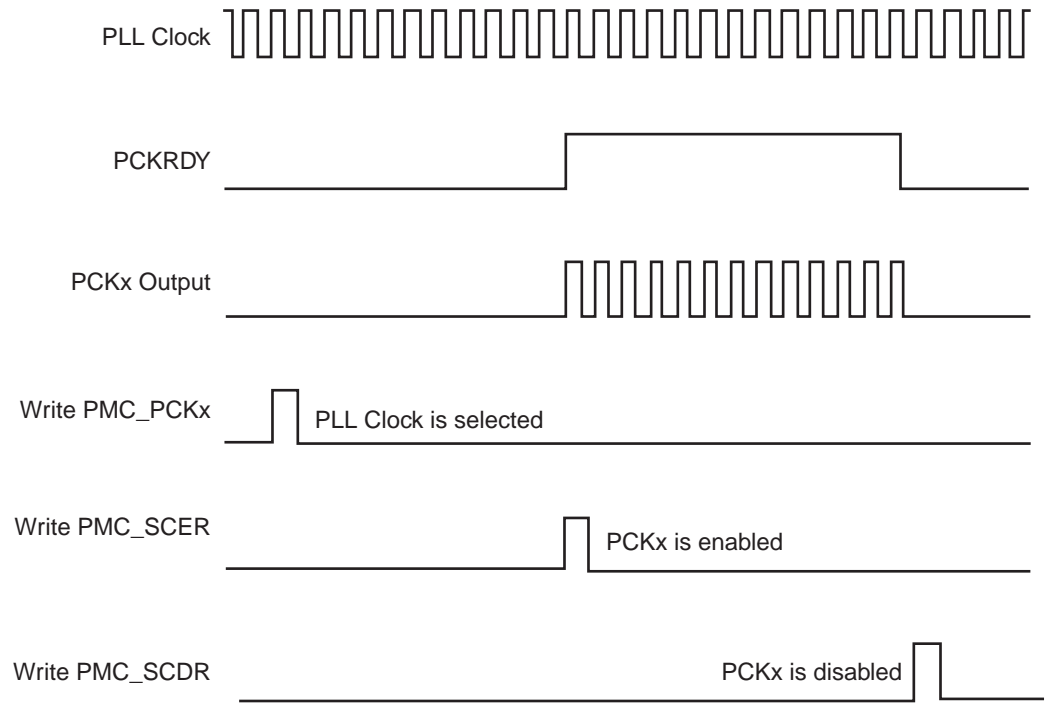 PLL Clock
PCKRDY
PCKx Output
Write PMC_PCKx
PLL Clock is selected
Write PMC_SCER
PCKx is enabled
Write PMC_SCDR
PCKx is disabled